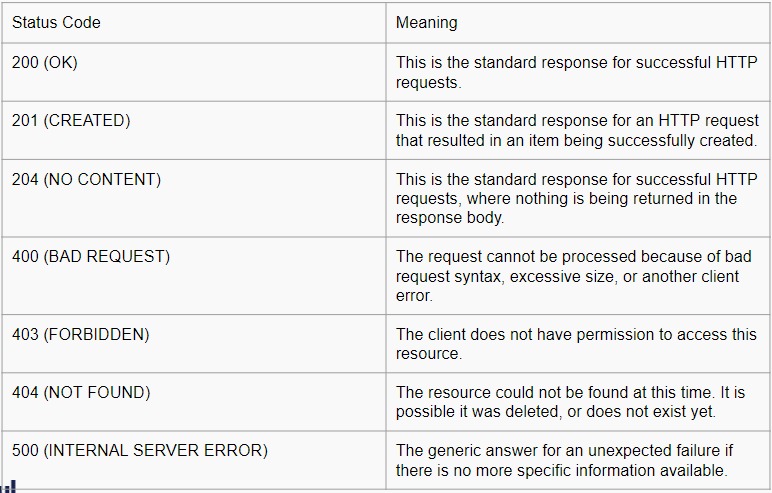 Status Code
Meaning
200 (OK)
This is the standard response for successful HTTP
requests.
201 (CREATED)
This is the standard response for an HTTP request
that resulted in an item being successfully created.
204 (NO CONTENT)
This is the standard response for successful HTTP
requests, where nothing is being returned in the
response body.
400 (BAD REQUEST)
The request cannot be processed because of bad
request syntax, excessive size, or another client
error.
403 (FORBIDDEN)
The client does not have permission to access this
resource.
404 (NOT FOUND)
The resource could not be found at this time. It is
possible it was deleted, or does not exist yet.
500 (INTERNAL SERVER ERROR)
The generic answer for an unexpected failure if
there is no more specific information available.